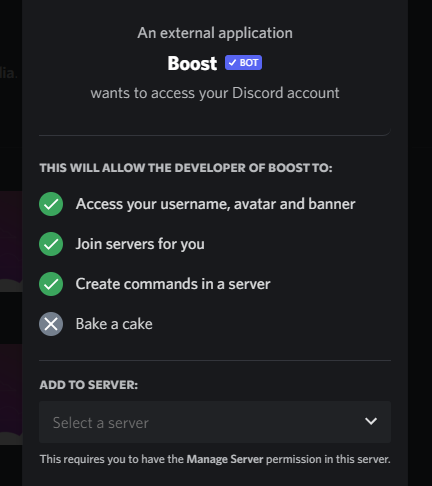 An external application
Boost ✓ BOT
wants to access your Discord account
THIS WILL ALLOW THE DEVELOPER OF BOOST TO:
Access your username, avatar and banner
Join servers for you
Create commands in a server
Bake a cake
ADD TO SERVER:
Select a server
This requires you to have the Manage Server permission in this server.